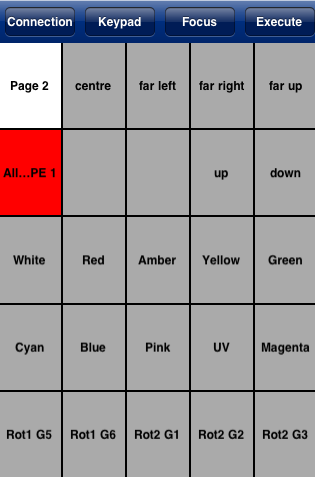 Connection Keypad Focus Execute
Page 2 centre far left far right far up
All...PE 1 up down
White Red Amber Yellow Green
Cyan Blue Pink UV Magenta
Rot1 G5 Rot1 G6 Rot2 G1 Rot2 G2 Rot2 G3